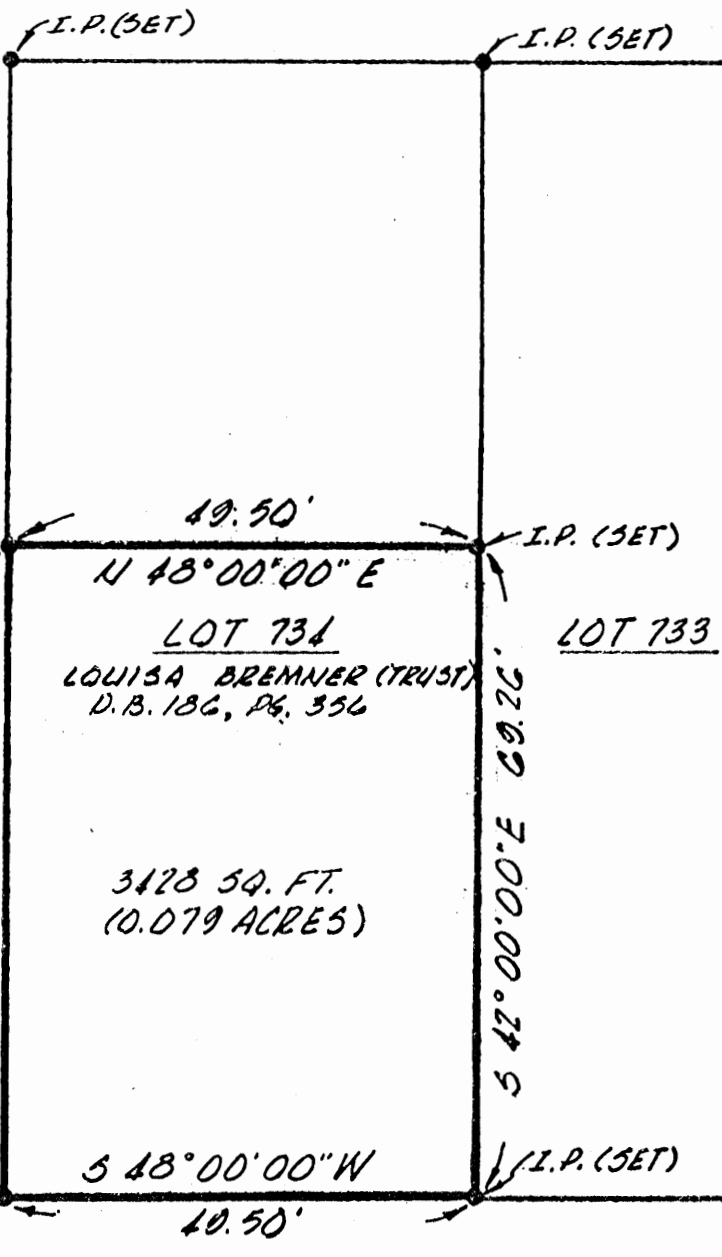 I.P. (SET)
I.P. (SET)
49.50'
I.P. (SET)
N 48°00'00" E
LOT 734
LOT 733
LOUISA BREMNER (TRUST)
D.B. 186, PG. 356
S 42°00'00" E 69.26'
3428 SQ. FT.
(0.079 ACRES)
S 48°00'00" W
I.P. (SET)
49.50'